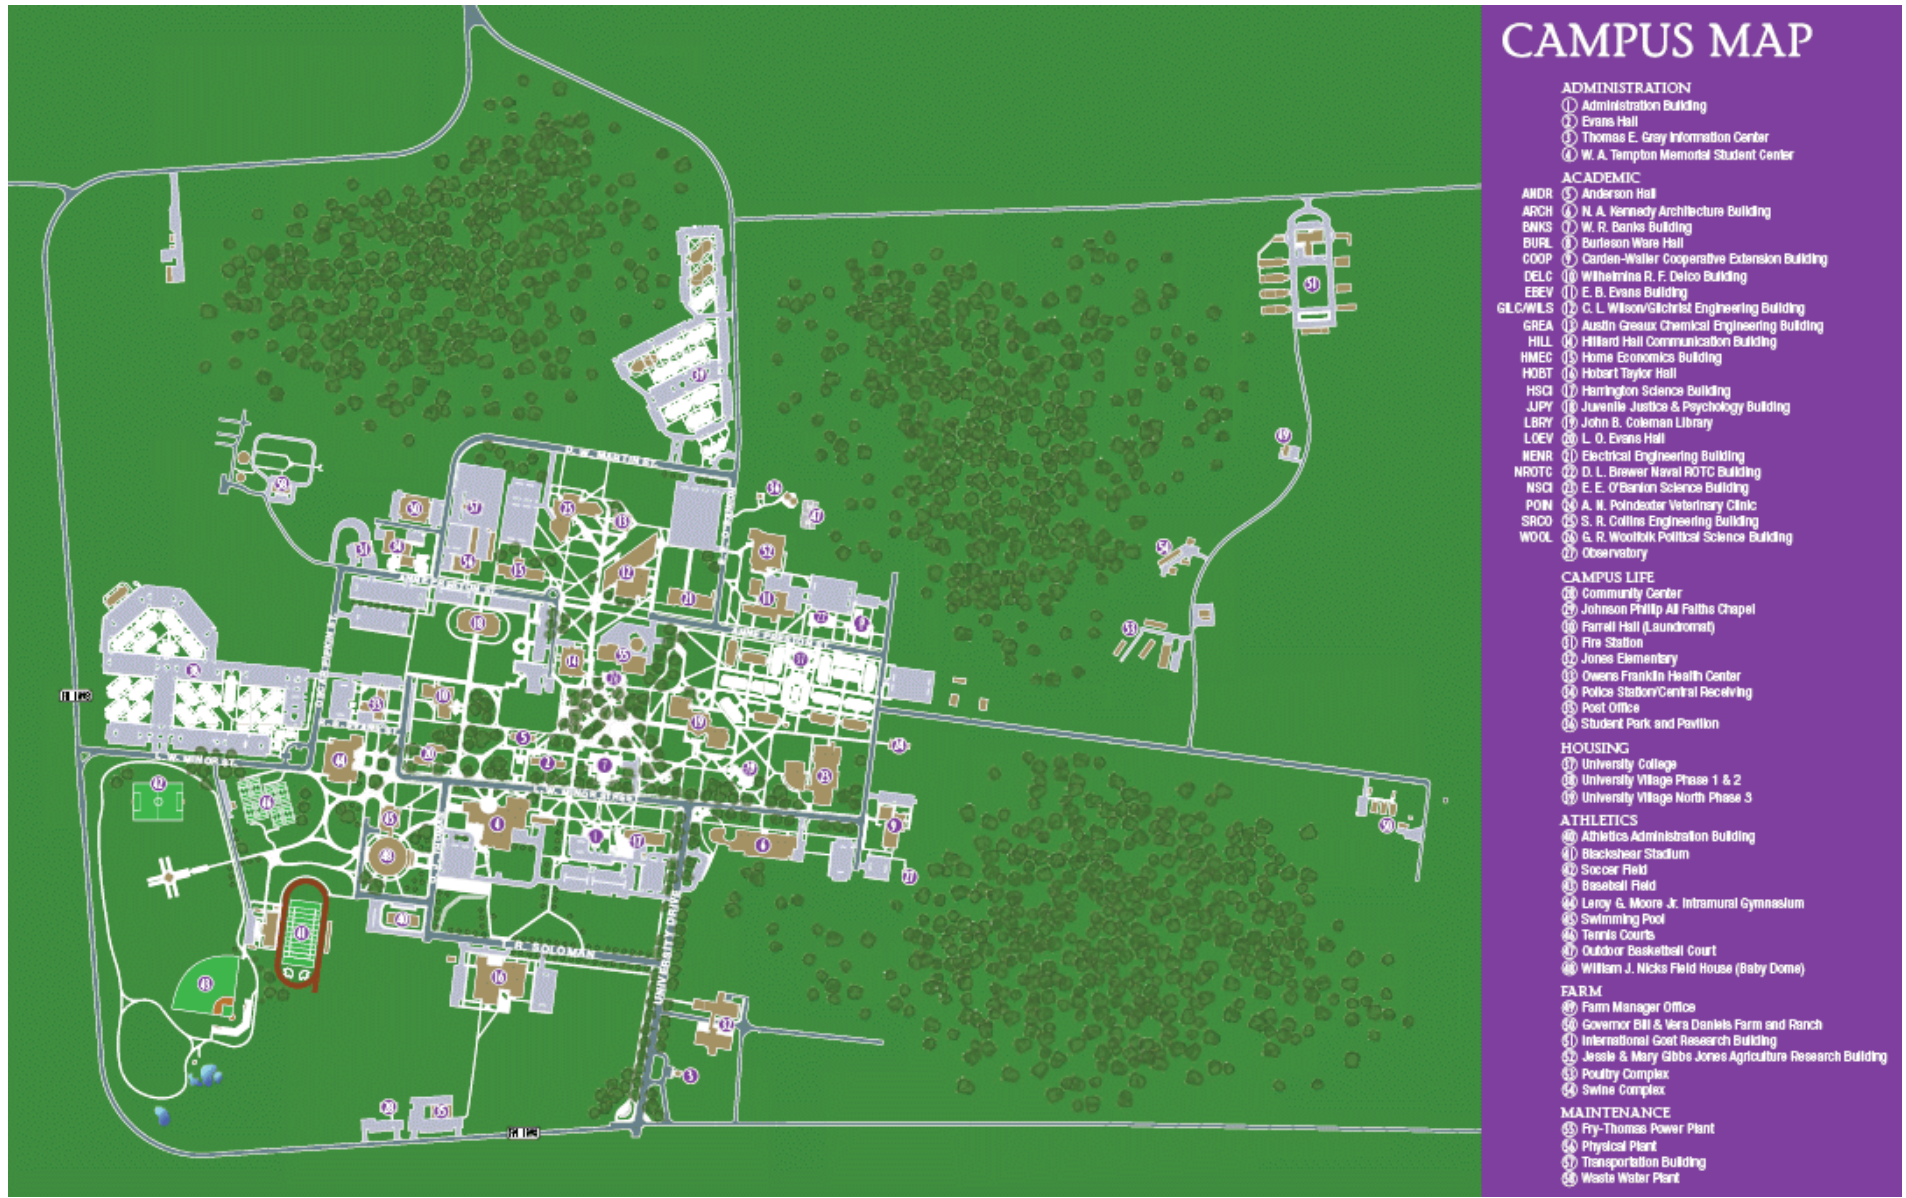 CAMPUS MAP
ADMINISTRATION
1 Administration Building
2 Evans Hall
3 Thomas E. Gray Information Center
4 W. A. Tempton Memorial Student Center
ACADEMIC
ANDR 5 Anderson Hall
ARCH 6 N. A. Kennedy Architecture Building
BNKS 7 W. R. Banks Building
BURL 8 Burleson Ware Hall
COOP 9 Carden-Waller Cooperative Extension Building
DELC 10 Wilhelmina R. F. Delco Building
EBEV 11 E. B. Evans Building
GILC/WILS 12 C. L. Wilson/Gilchrist Engineering Building
GREA 13 Austin Greaux Chemical Engineering Building
HILL 14 Hilliard Hall Communication Building
HMEC 15 Home Economics Building
HOBT 16 Hobart Taylor Hall
HSCI 17 Harrington Science Building
JJPY 18 Juvenile Justice & Psychology Building
LBRY 19 John B. Coleman Library
LOEV 20 L. O. Evans Hall
NENR 21 Electrical Engineering Building
NROTC 22 D. L. Brewer Naval ROTC Building
NSCI 23 E. E. O'Banion Science Building
POIN 24 A. N. Poindexter Veterinary Clinic
SRCO 25 S. R. Collins Engineering Building
WOOL 26 G. R. Woolfolk Political Science Building
27 Observatory
CAMPUS LIFE
28 Community Center
29 Johnson Phillip All Faiths Chapel
30 Farrell Hall (Laundromat)
31 Fire Station
32 Jones Elementary
33 Owens Franklin Health Center
34 Police Station/Central Receiving
35 Post Office
36 Student Park and Pavilion
HOUSING
37 University College
38 University Village Phase 1 & 2
39 University Village North Phase 3
ATHLETICS
40 Athletics Administration Building
41 Blackshear Stadium
42 Soccer Field
43 Baseball Field
44 Leroy G. Moore Jr. Intramural Gymnasium
45 Swimming Pool
46 Tennis Courts
47 Outdoor Basketball Court
48 William J. Nicks Field House (Baby Dome)
FARM
49 Farm Manager Office
50 Governor Bill & Vera Daniels Farm and Ranch
51 International Goat Research Building
52 Jessie & Mary Gibbs Jones Agriculture Research Building
53 Poultry Complex
54 Swine Complex
MAINTENANCE
55 Fry-Thomas Power Plant
56 Physical Plant
57 Transportation Building
58 Waste Water Plant
O. W. MARTIN ST.
ANNE PRESTON ST.
L. W. MINOR ST.
L. W. MINOR STREET
R. SOLOMAN
UNIVERSITY DRIVE